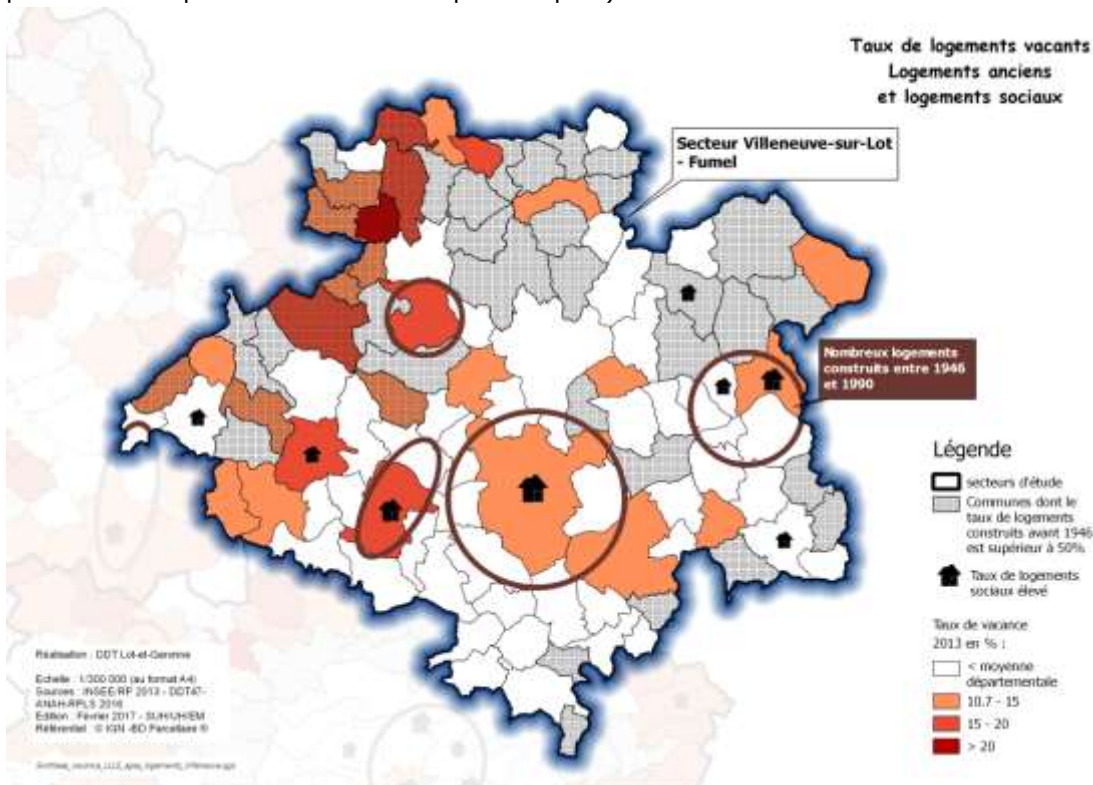 Taux de logements vacants
Logements anciens
et logements sociaux
Secteur Villeneuve-sur-Lot
- Fumel
Nombreux logements
construits entre 1946
et 1990
Légende
secteurs d'étude
Communes dont le
taux de logements
construits avant 1946
est supérieur à 50%
Taux de logements
sociaux élevé
Taux de vacance
2013 en % :
< moyenne
départementale
10.7 - 15
15 - 20
> 20
Réalisation : DDT Lot-et-Garonne
Echelle : 1/300 000 (au format A4)
Sources : INSEE-RP 2013 - DDT47-
ANAH-RPLS 2016
Edition : Février 2017 - SUH/UH/EM
Référentiel : © IGN -BD Parcellaire ®